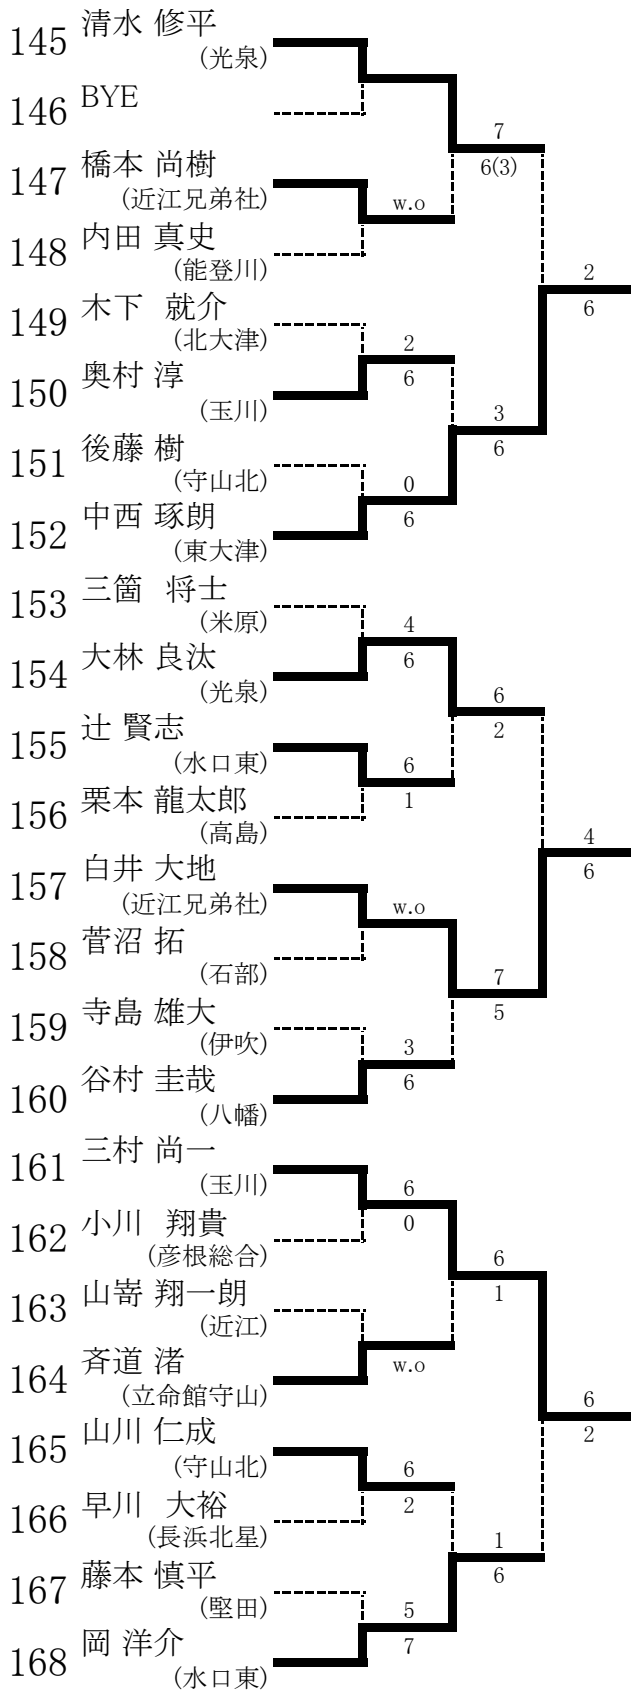 145 清水 修平
(光泉)
146 BYE
7
6(3)
147 橋本 尚樹
(近江兄弟社)
w.o
148 内田 真史
(能登川)
2
6
149 木下 就介
(北大津)
2
6
150 奥村 淳
(玉川)
3
6
151 後藤 樹
(守山北)
0
6
152 中西 琢朗
(東大津)
153 三箇 将士
(米原)
4
6
154 大林 良汰
(光泉)
6
2
155 辻 賢志
(水口東)
6
1
156 栗本 龍太郎
(高島)
4
6
157 白井 大地
(近江兄弟社)
w.o
158 菅沼 拓
(石部)
7
5
159 寺島 雄大
(伊吹)
3
6
160 谷村 圭哉
(八幡)
161 三村 尚一
(玉川)
6
0
162 小川 翔貴
(彦根総合)
6
1
163 山嵜 翔一朗
(近江)
w.o
164 斉道 渚
(立命館守山)
6
2
165 山川 仁成
(守山北)
6
2
166 早川 大裕
(長浜北星)
1
6
167 藤本 慎平
(堅田)
5
7
168 岡 洋介
(水口東)